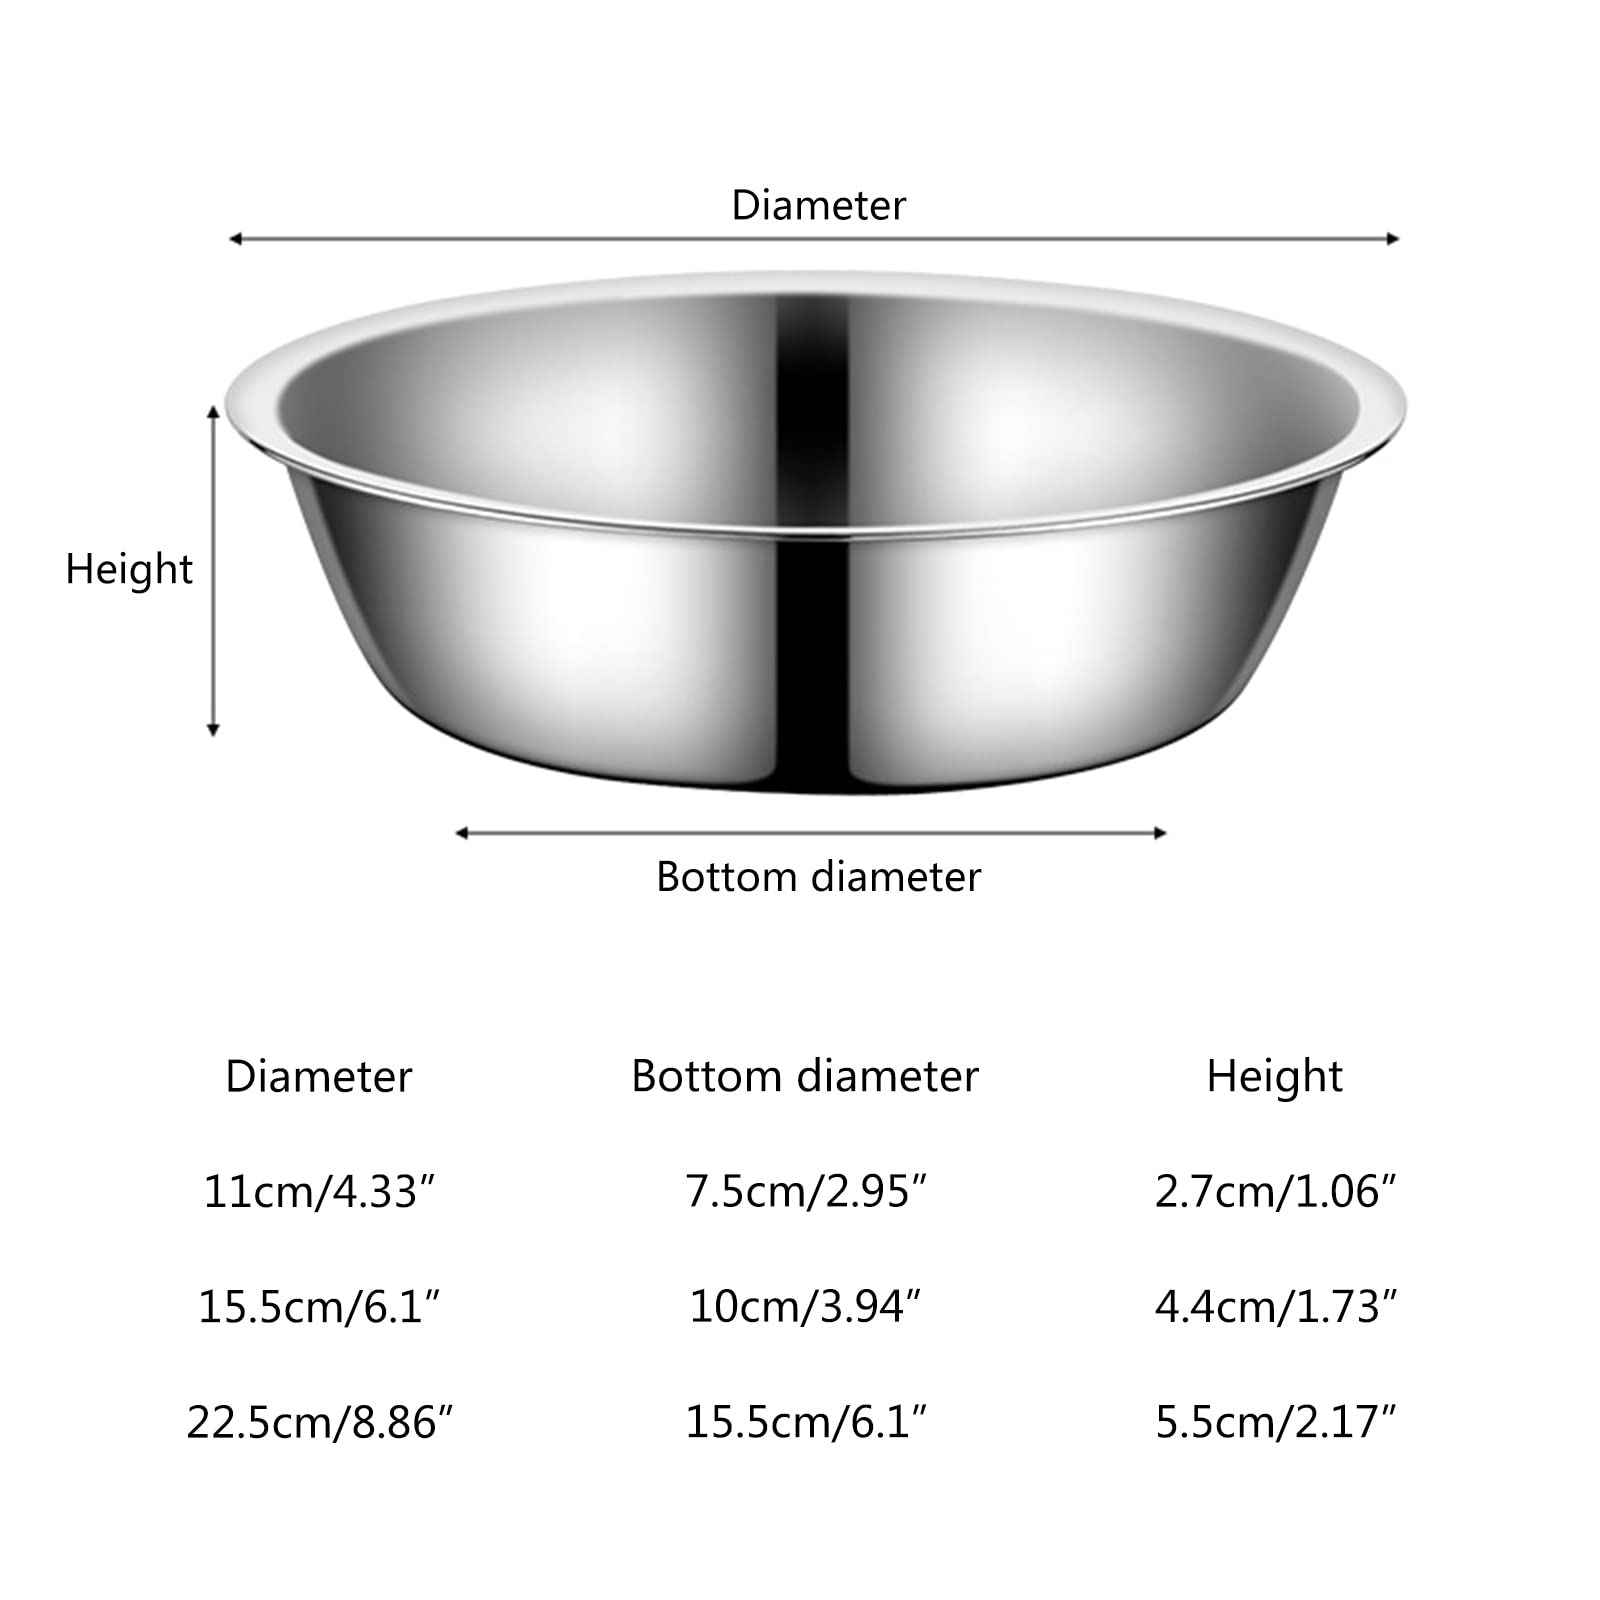 Diameter
Height
Bottom diameter
Diameter Bottom diameter Height
11cm/4.33″ 7.5cm/2.95″ 2.7cm/1.06″
15.5cm/6.1″ 10cm/3.94″ 4.4cm/1.73″
22.5cm/8.86″ 15.5cm/6.1″ 5.5cm/2.17″